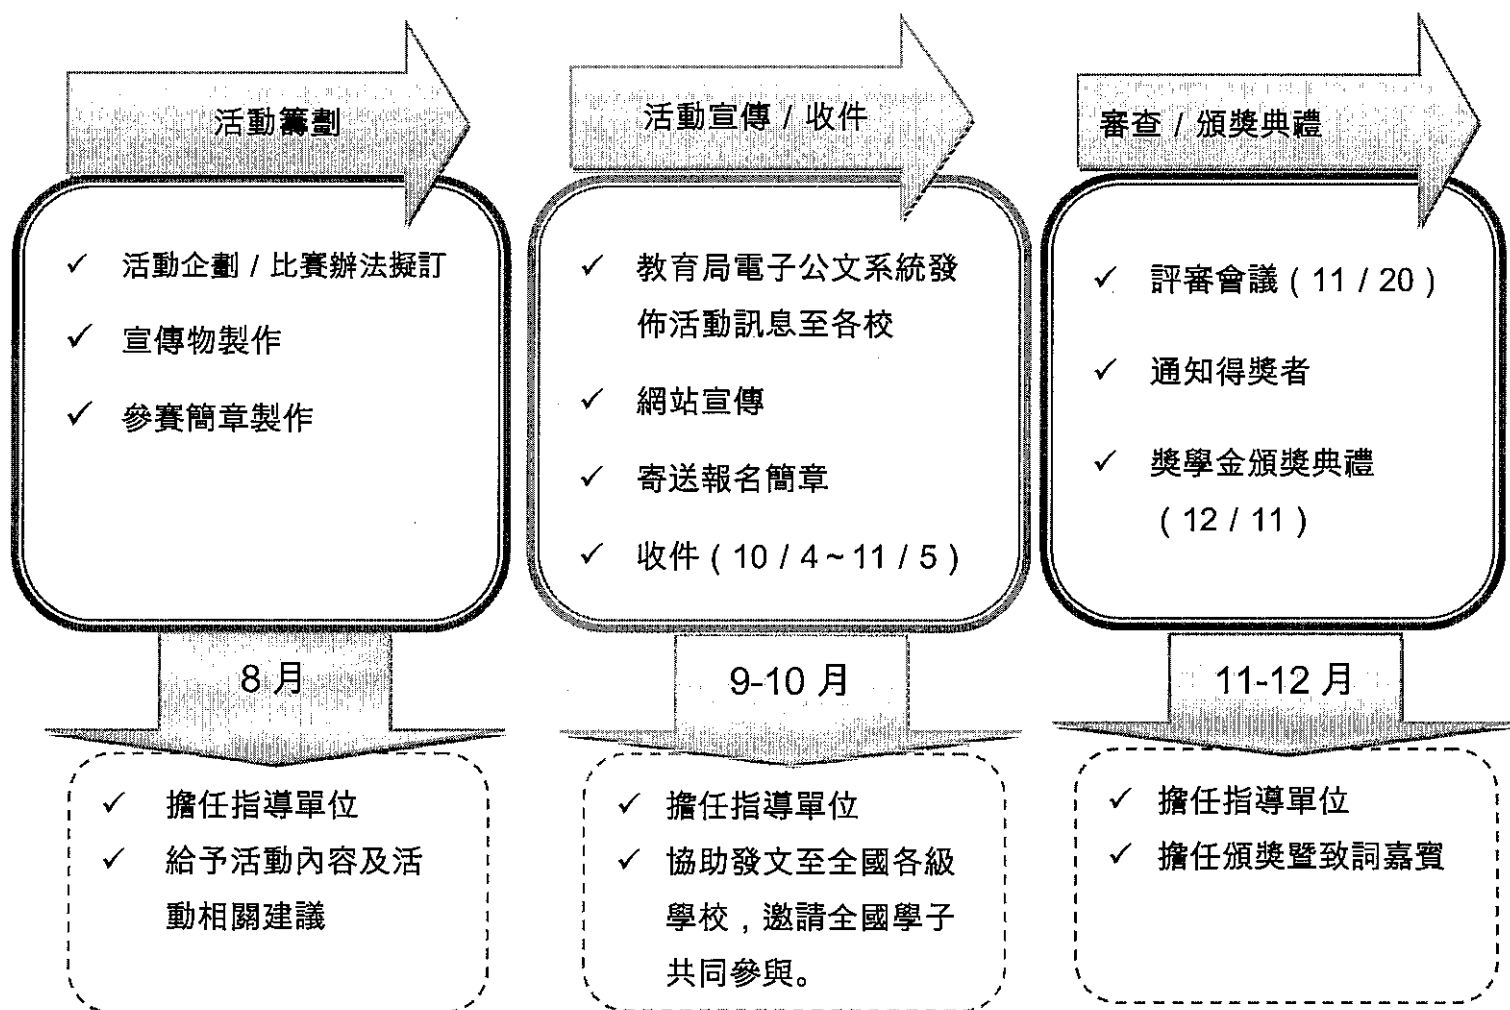 活動籌劃
✓ 活動企劃 / 比賽辦法擬訂
✓ 宣傳物製作
✓ 參賽簡章製作
8 月
✓ 擔任指導單位
✓ 給予活動內容及活
動相關建議
活動宣傳 / 收件
✓ 教育局電子公文系統發
佈活動訊息至各校
✓ 網站宣傳
✓ 寄送報名簡章
✓ 收件 ( 10 / 4 ~ 11 / 5 )
9-10 月
✓ 擔任指導單位
✓ 協助發文至全國各級
學校，邀請全國學子
共同參與。
審查 / 頒獎典禮
✓ 評審會議 ( 11 / 20 )
✓ 通知得獎者
✓ 獎學金頒獎典禮
( 12 / 11 )
11-12 月
✓ 擔任指導單位
✓ 擔任頒獎暨致詞嘉賓